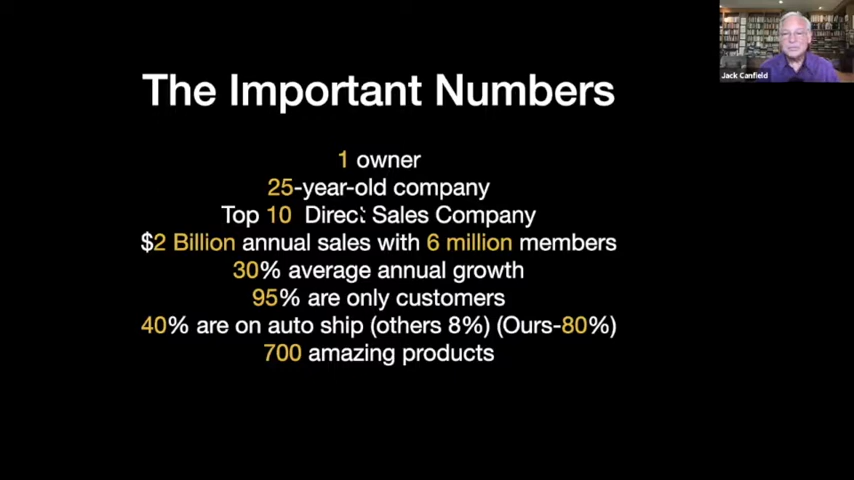 The Important Numbers
1 owner
25-year-old company
Top 10 Direct Sales Company
$2 Billion annual sales with 6 million members
30% average annual growth
95% are only customers
40% are on auto ship (others 8%) (Ours-80%)
700 amazing products
Jack Canfield